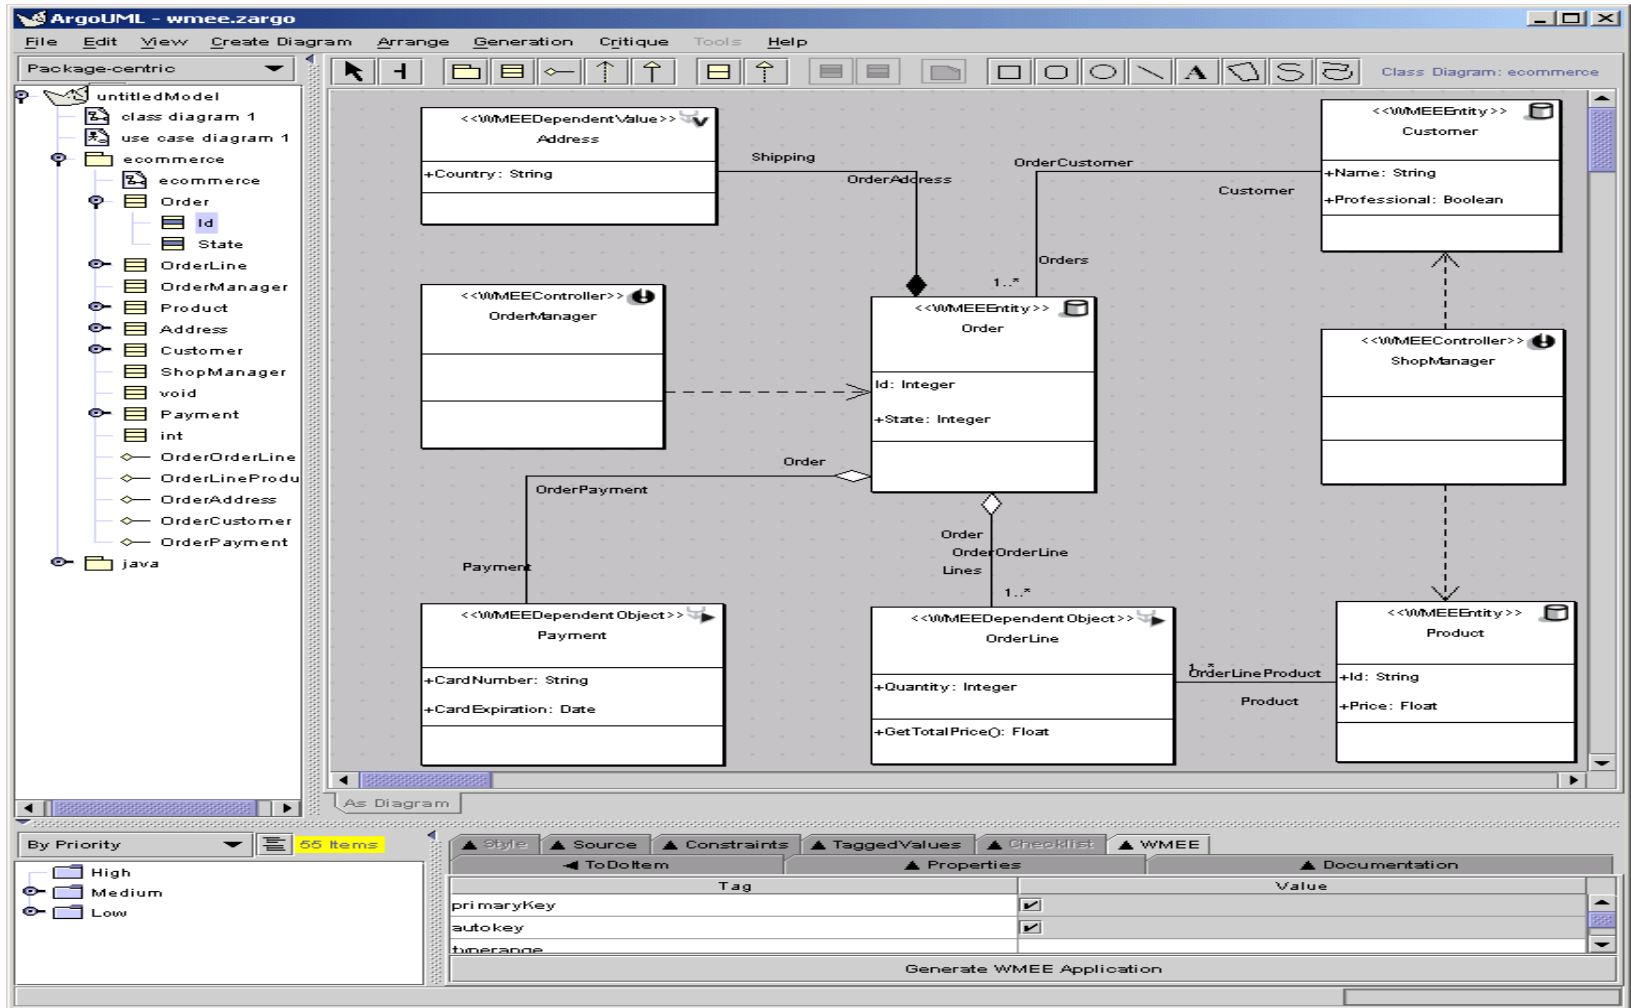 ArgoUML - wmee.zargo
File Edit View Create Diagram Arrange Generation Critique Tools Help
Package-centric
Class Diagram: ecommerce
untitledModel
class diagram 1
use case diagram 1
ecommerce
ecommerce
Order
Id
State
OrderLine
OrderManager
Product
Address
Customer
ShopManager
void
Payment
int
OrderOrderLine
OrderLineProdu
OrderAddress
OrderCustomer
OrderPayment
java
<<WMEEDependentValue>>
Address
+Country: String
Shipping
OrderAddress
OrderCustomer
Customer
Orders
1..*
<<WMEEEntity>>
Customer
+Name: String
+Professional: Boolean
<<WMEEController>>
OrderManager
<<WMEEEntity>>
Order
Id: Integer
+State: Integer
<<WMEEController>>
ShopManager
Order
OrderPayment
Payment
Order
OrderOrderLine
Lines
1..*
<<WMEEDependentObject>>
Payment
+CardNumber: String
+CardExpiration: Date
<<WMEEDependentObject>>
OrderLine
+Quantity: Integer
+GetTotalPrice(): Float
1..*
OrderLineProduct
Product
<<WMEEEntity>>
Product
+Id: String
+Price: Float
As Diagram
By Priority
55 Items
High
Medium
Low
Style Source Constraints TaggedValues Checklist WMEE
ToDoItem Properties Documentation
Tag Value
primaryKey
autokey
typerange
Generate WMEE Application